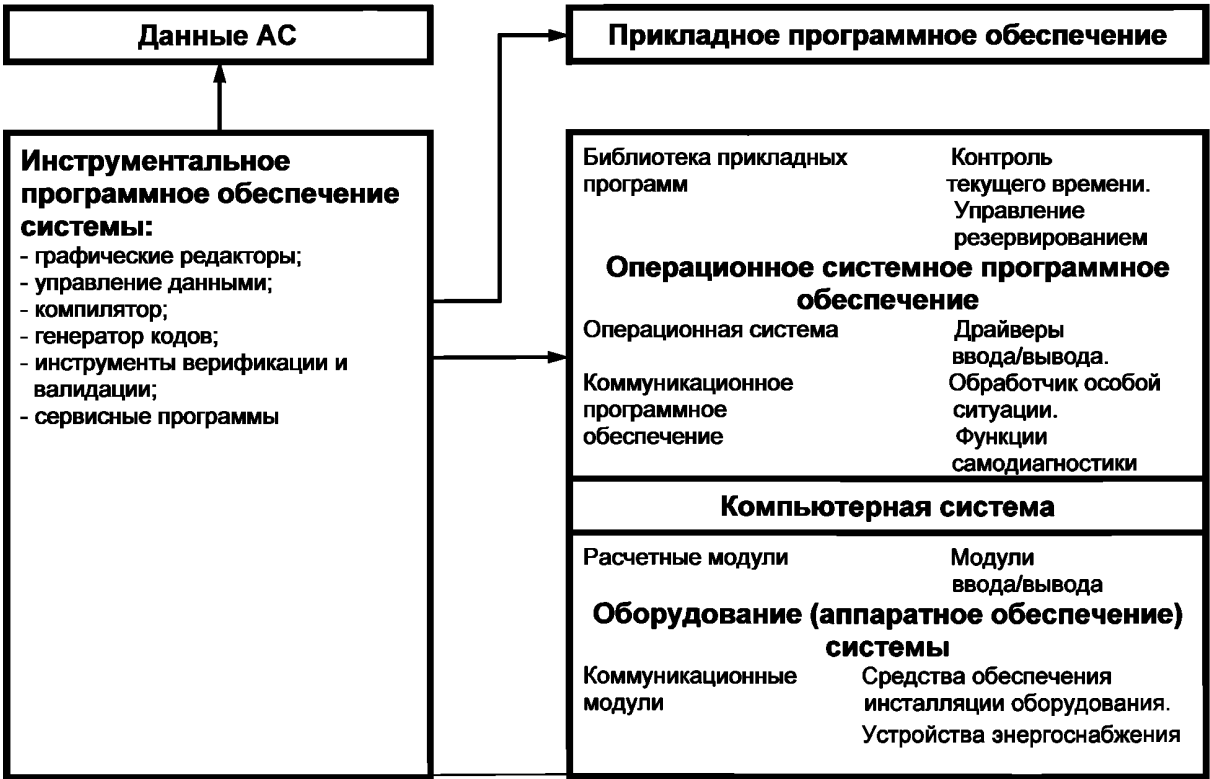 Данные АС
Прикладное программное обеспечение
Инструментальное
программное обеспечение
системы:
- графические редакторы;
- управление данными;
- компилятор;
- генератор кодов;
- инструменты верификации и
валидации;
- сервисные программы
Библиотека прикладных
программ
Контроль
текущего времени.
Управление
резервированием
Операционное системное программное
обеспечение
Операционная система
Драйверы
ввода/вывода.
Коммуникационное
программное
обеспечение
Обработчик особой
ситуации.
Функции
самодиагностики
Компьютерная система
Расчетные модули
Модули
ввода/вывода
Оборудование (аппаратное обеспечение)
системы
Коммуникационные
модули
Средства обеспечения
инсталляции оборудования.
Устройства энергоснабжения